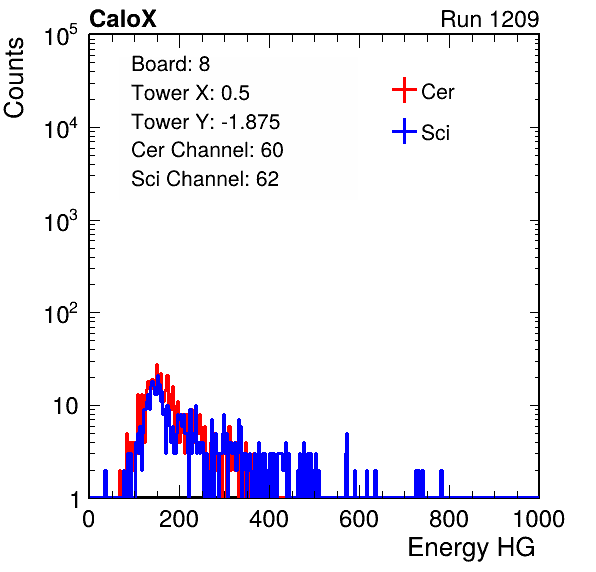 CaloX Run 1209
Counts
10^5
10^4
10^3
10^2
10
1
Board: 8
Tower X: 0.5
Tower Y: -1.875
Cer Channel: 60
Sci Channel: 62
Cer
Sci
0 200 400 600 800 1000
Energy HG